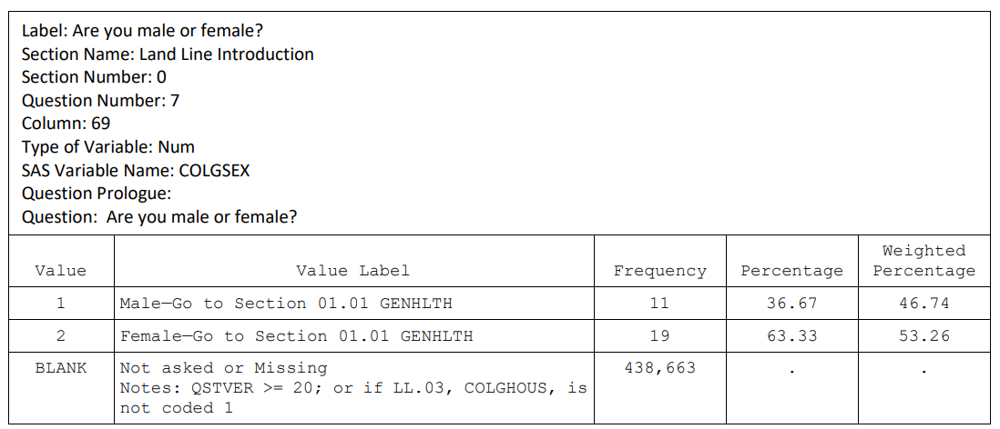 Label: Are you male or female?
Section Name: Land Line Introduction
Section Number: 0
Question Number: 7
Column: 69
Type of Variable: Num
SAS Variable Name: COLGSEX
Question Prologue:
Question: Are you male or female?
Value Value Label Frequency Percentage Weighted Percentage
1 Male—Go to Section 01.01 GENHLTH 11 36.67 46.74
2 Female—Go to Section 01.01 GENHLTH 19 63.33 53.26
BLANK Not asked or Missing 438,663 . .
Notes: QSTVER >= 20; or if LL.03, COLGHOUS, is
not coded 1